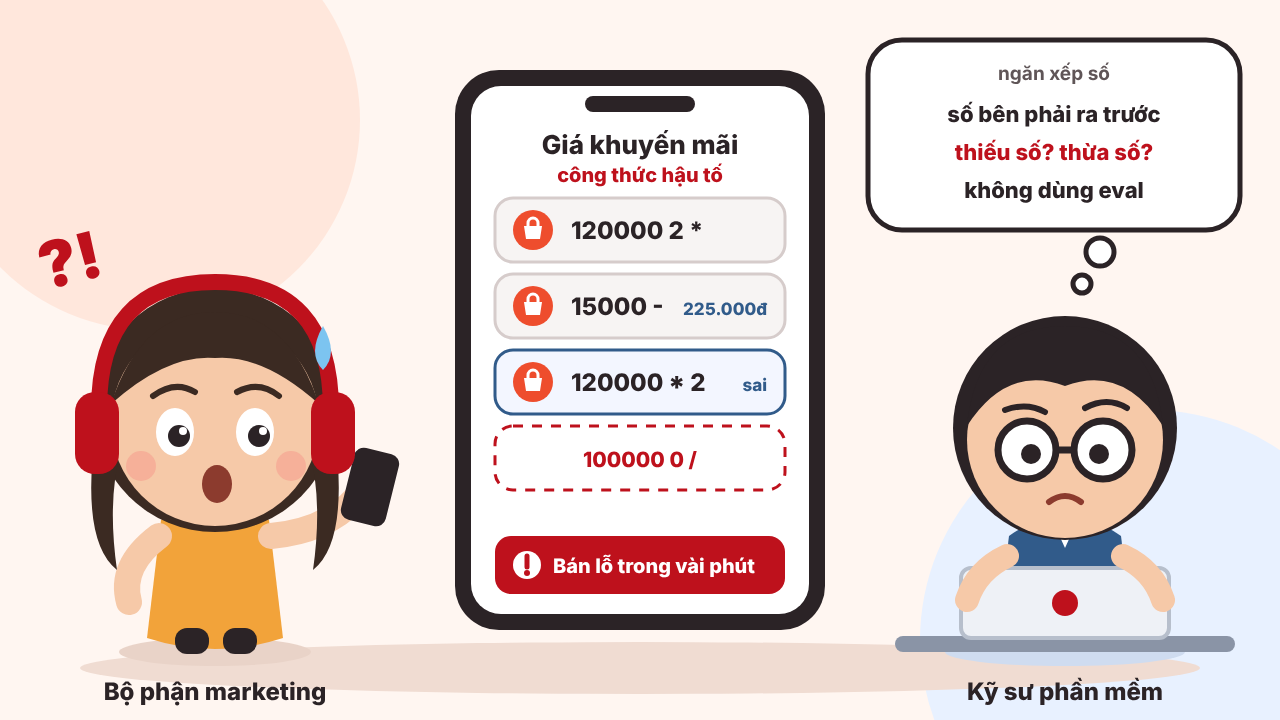 ?!
Giá khuyến mãi
công thức hậu tố
120000 2 *
15000 - 225.000đ
120000 * 2 sai
100000 0 /
Bán lỗ trong vài phút
ngăn xếp số
số bên phải ra trước
thiếu số? thừa số?
không dùng eval
Bộ phận marketing
Kỹ sư phần mềm